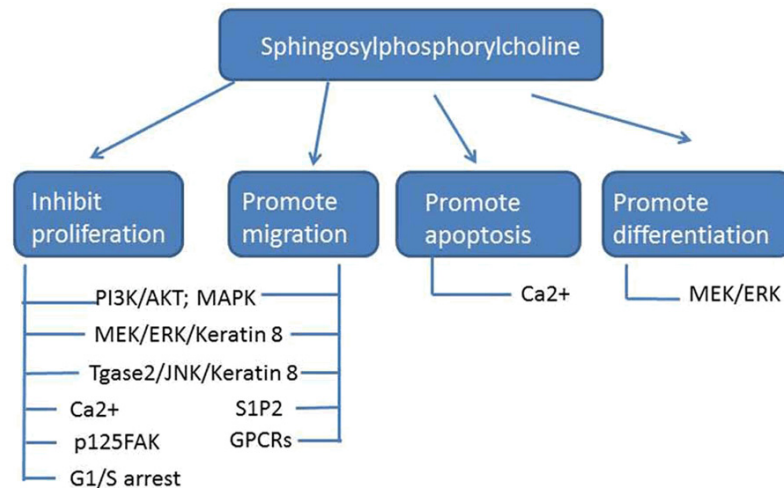 Sphingosylphosphorylcholine
Inhibit
proliferation
Promote
migration
Promote
apoptosis
Promote
differentiation
PI3K/AKT; MAPK
MEK/ERK/Keratin 8
Tgase2/JNK/Keratin 8
Ca2+
S1P2
p125FAK
GPCRs
G1/S arrest
Ca2+
MEK/ERK